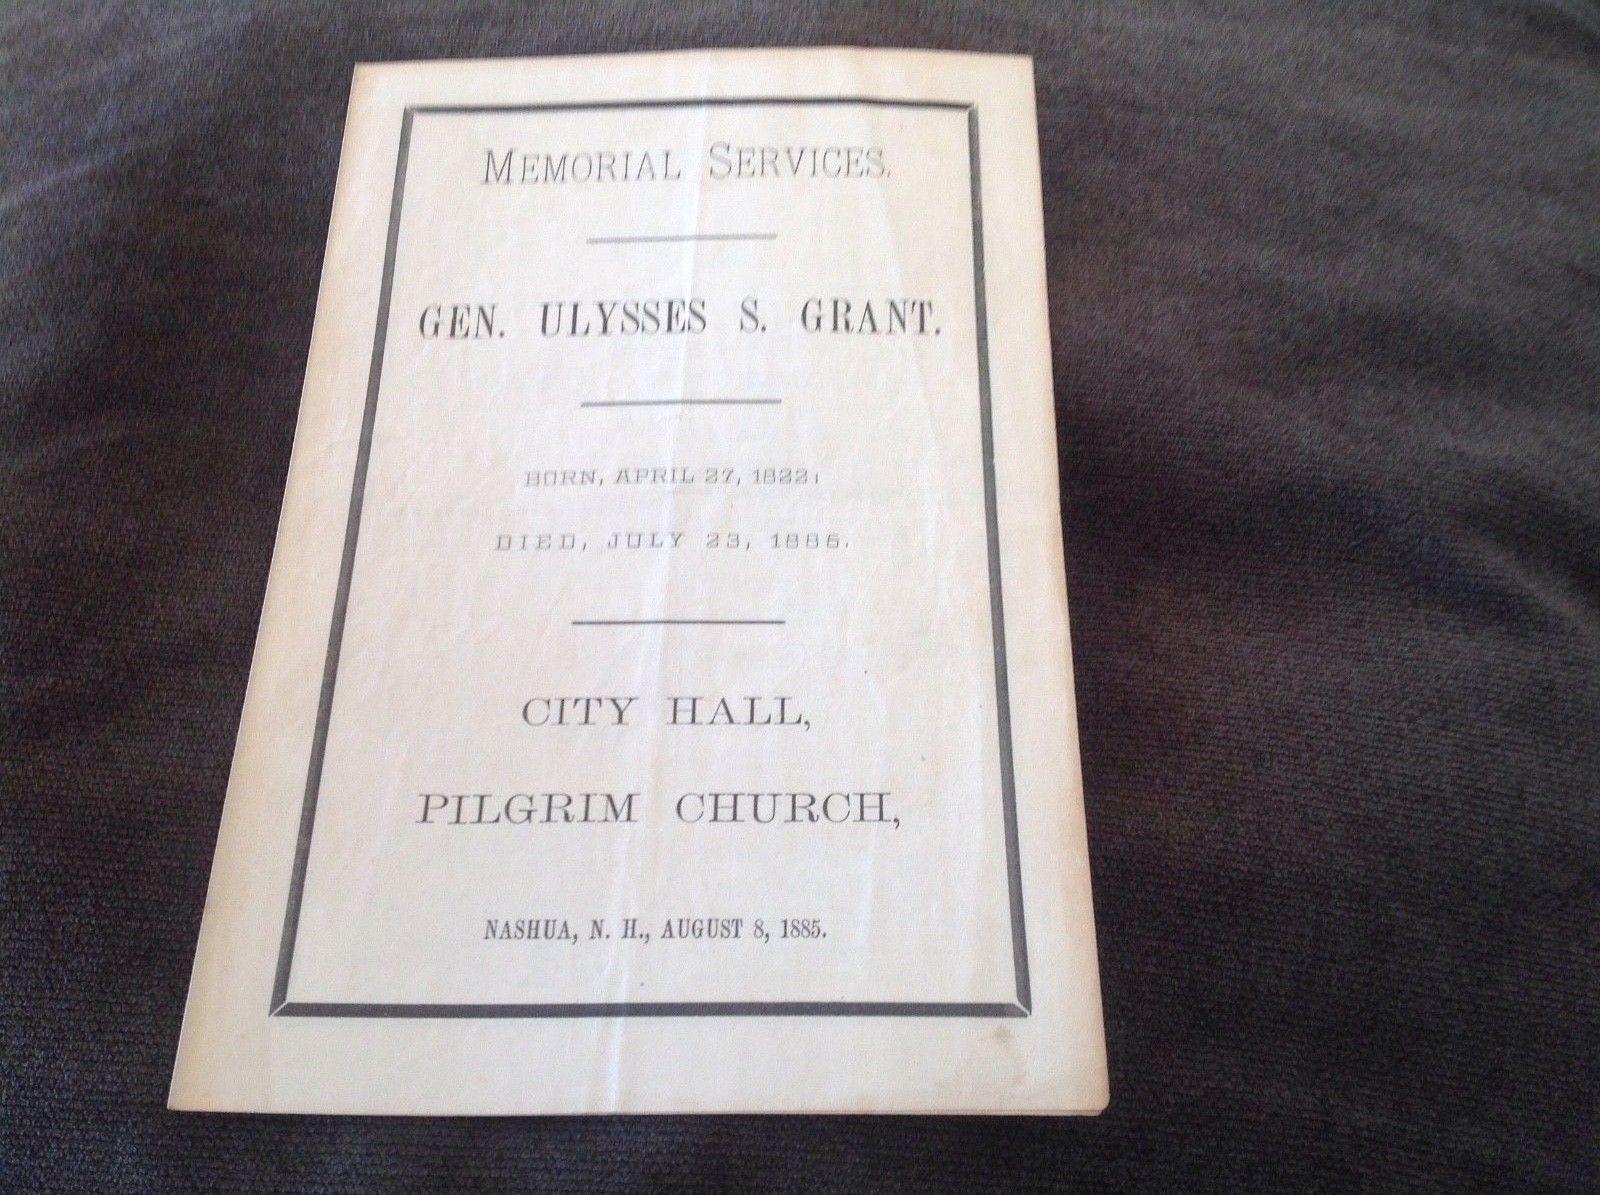 MEMORIAL SERVICES.
GEN. ULYSSES S. GRANT.
BORN, APRIL 27, 1822;
DIED, JULY 23, 1885.
CITY HALL,
PILGRIM CHURCH,
NASHUA, N. H., AUGUST 8, 1885.